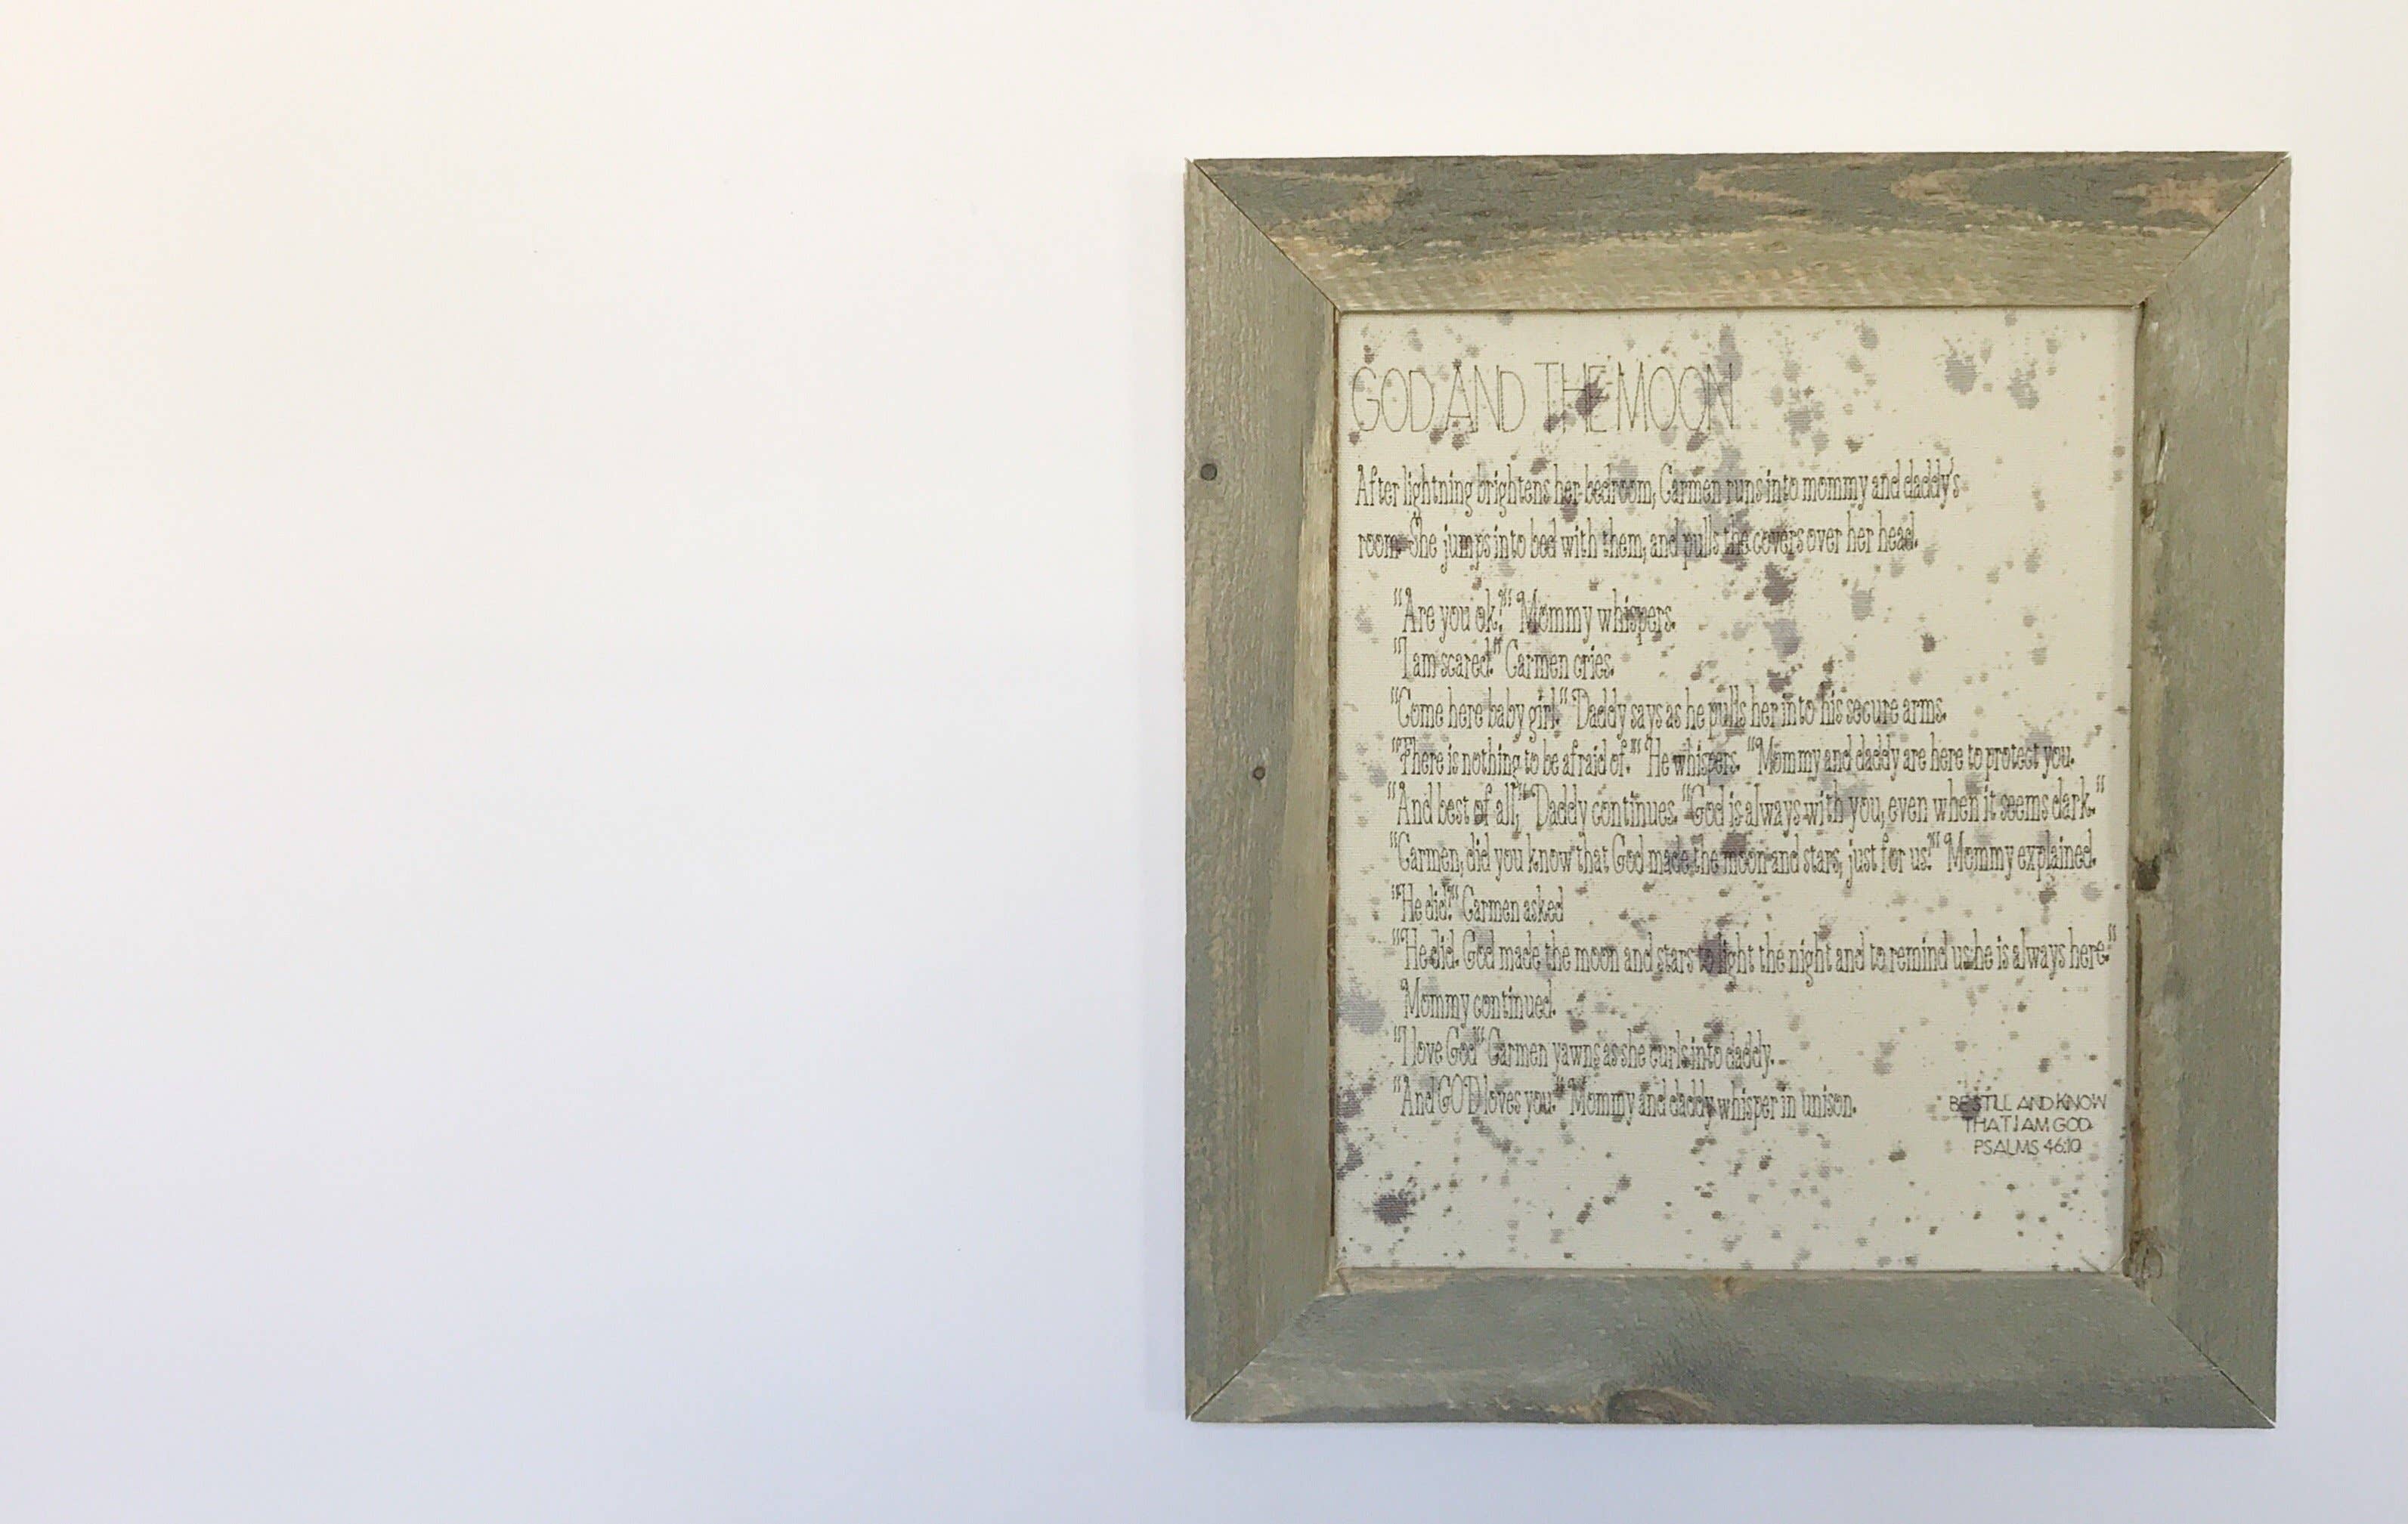 GOD AND THE MOON
After lightning brightens her bedroom, Carmen runs into mommy and daddy's
room. She jumps into bed with them, and pulls the covers over her head.
"Are you ok?" Mommy whispers.
"I am scared." Carmen cries.
"Come here baby girl." Daddy says as he pulls her into his secure arms.
"There is nothing to be afraid of." He whispers. "Mommy and daddy are here to protect you.
"And best of all," Daddy continues. "God is always with you, even when it seems dark."
"Carmen, did you know that God made the moon and stars, just for us?" Mommy explained.
"He did?" Carmen asked
"He did. God made the moon and stars to light the night and to remind us he is always here."
Mommy continued.
"I love God" Carmen yawns as she curls into daddy.
"And GOD loves you." Mommy and daddy whisper in unison.
BE STILL AND KNOW
THAT I AM GOD
PSALMS 46:10